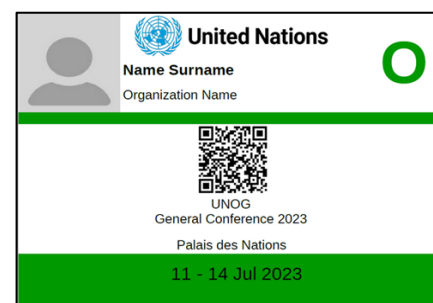 United Nations
Name Surname
O
Organization Name
UNOG
General Conference 2023
Palais des Nations
11 - 14 Jul 2023